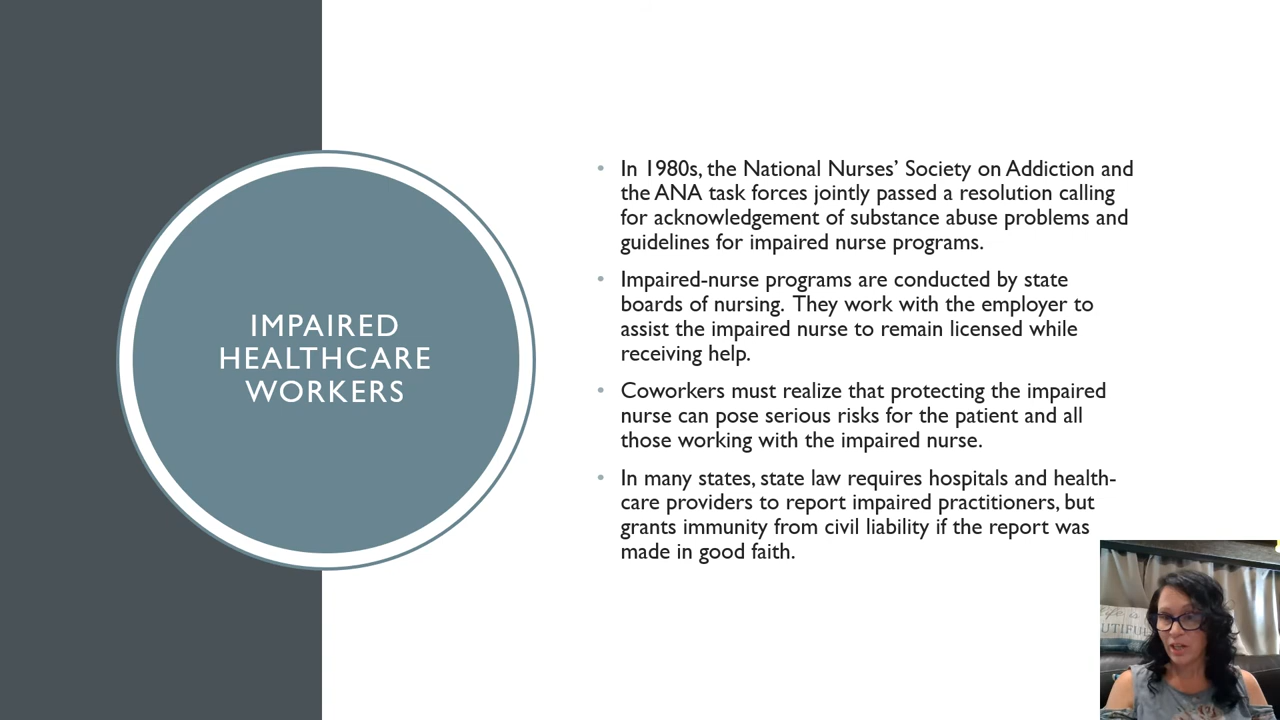 IMPAIRED
HEALTHCARE
WORKERS
• In 1980s, the National Nurses’ Society on Addiction and
the ANA task forces jointly passed a resolution calling
for acknowledgement of substance abuse problems and
guidelines for impaired nurse programs.
• Impaired-nurse programs are conducted by state
boards of nursing. They work with the employer to
assist the impaired nurse to remain licensed while
receiving help.
• Coworkers must realize that protecting the impaired
nurse can pose serious risks for the patient and all
those working with the impaired nurse.
• In many states, state law requires hospitals and health-
care providers to report impaired practitioners, but
grants immunity from civil liability if the report was
made in good faith.